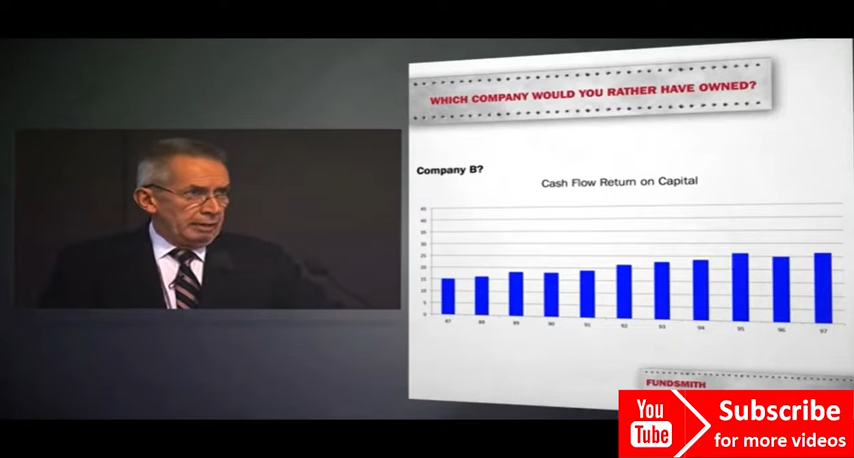 WHICH COMPANY WOULD YOU RATHER HAVE OWNED?
Company B?
Cash Flow Return on Capital
45
40
35
30
25
20
15
10
5
0
87 88 89 90 91 92 93 94 95 96 97
FUNDSMITH
You
Tube
Subscribe
for more videos